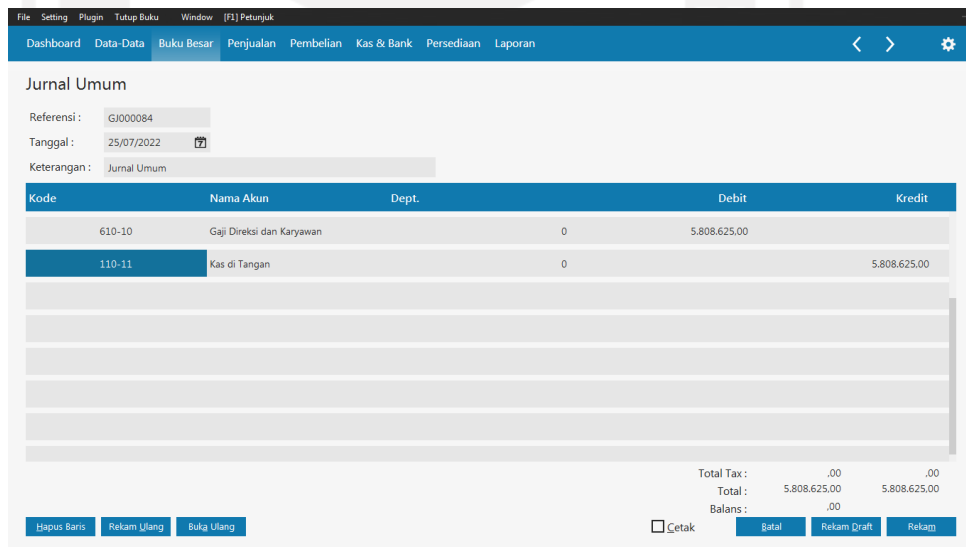 File Setting Plugin Tutup Buku Window [F1] Petunjuk
Dashboard Data-Data Buku Besar Penjualan Pembelian Kas & Bank Persediaan Laporan
Jurnal Umum
Referensi : GJ000084
Tanggal : 25/07/2022
Keterangan : Jurnal Umum
Kode Nama Akun Dept. Debit Kredit
610-10 Gaji Direksi dan Karyawan 0 5.808.625,00
110-11 Kas di Tangan 0 5.808.625,00
Total Tax : ,00 ,00
Total : 5.808.625,00 5.808.625,00
Balans : ,00
Hapus Baris Rekam Ulang Buka Ulang Cetak Batal Rekam Draft Rekam